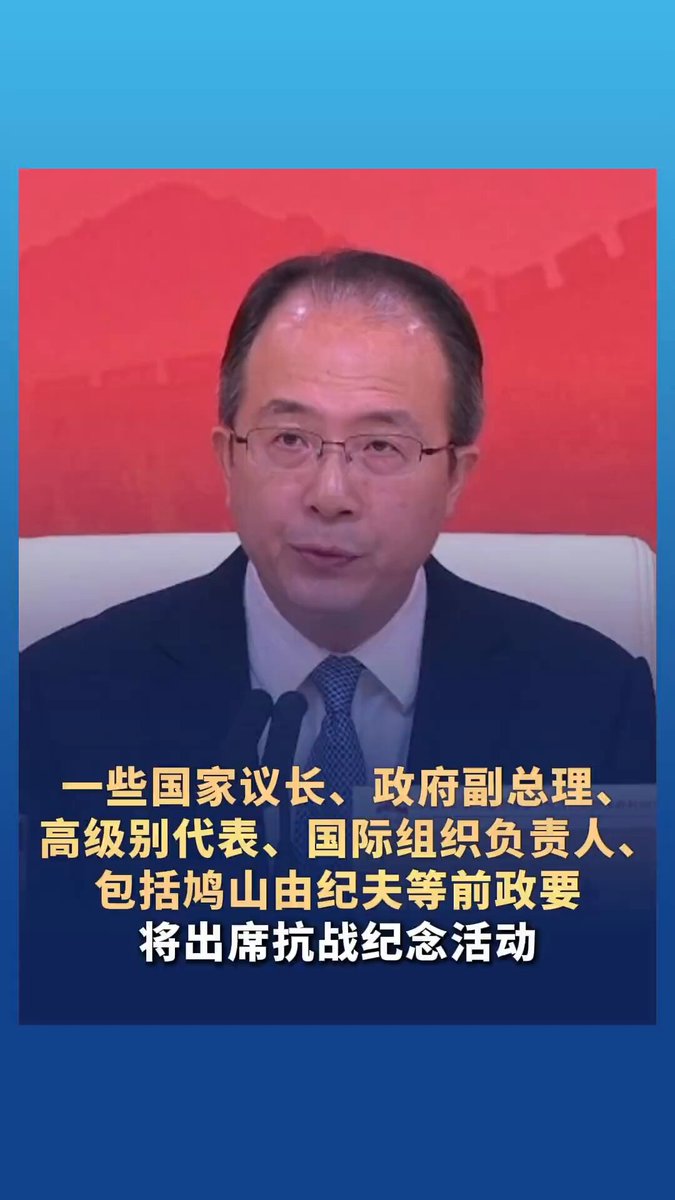 一些国家议长、政府副总理、
高级别代表、国际组织负责人、
包括鸠山由纪夫等前政要
将出席抗战纪念活动